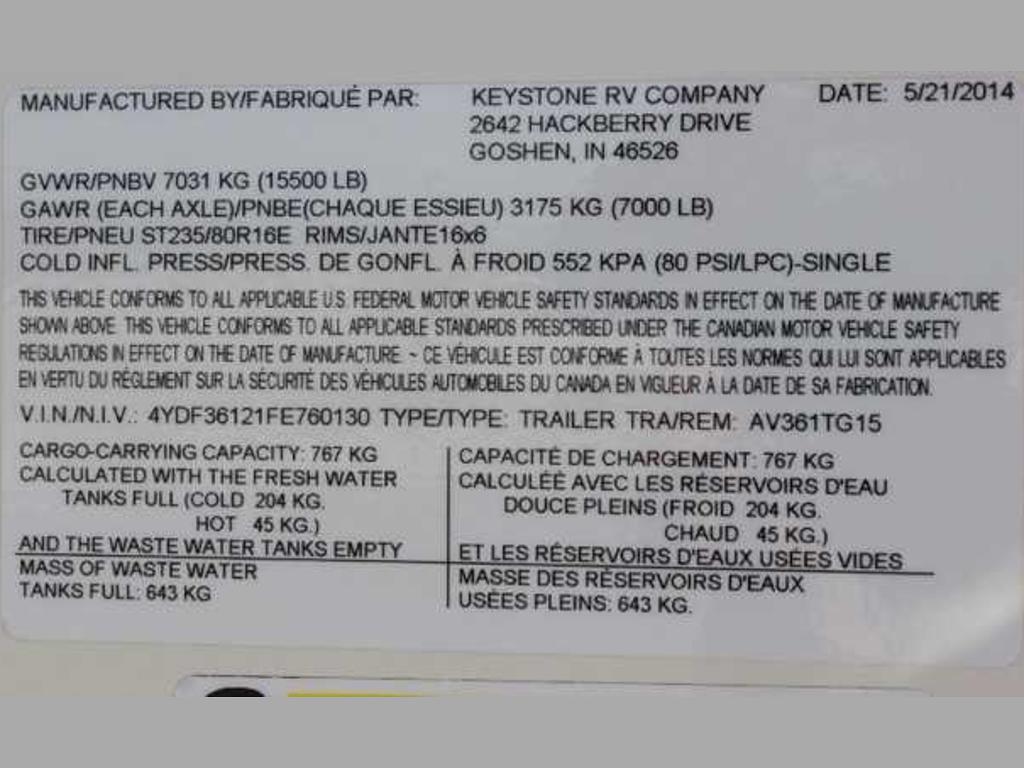 MANUFACTURED BY/FABRIQUÉ PAR: KEYSTONE RV COMPANY DATE: 5/21/2014
2642 HACKBERRY DRIVE
GOSHEN, IN 46526
GVWR/PNBV 7031 KG (15500 LB)
GAWR (EACH AXLE)/PNBE(CHAQUE ESSIEU) 3175 KG (7000 LB)
TIRE/PNEU ST235/80R16E RIMS/JANTE16x6
COLD INFL. PRESS/PRESS. DE GONFL. À FROID 552 KPA (80 PSI/LPC)-SINGLE
THIS VEHICLE CONFORMS TO ALL APPLICABLE U.S. FEDERAL MOTOR VEHICLE SAFETY STANDARDS IN EFFECT ON THE DATE OF MANUFACTURE
SHOWN ABOVE. THIS VEHICLE CONFORMS TO ALL APPLICABLE STANDARDS PRESCRIBED UNDER THE CANADIAN MOTOR VEHICLE SAFETY
REGULATIONS IN EFFECT ON THE DATE OF MANUFACTURE. ~ CE VÉHICULE EST CONFORME À TOUTES LES NORMES QUI LUI SONT APPLICABLES
EN VERTU DU RÉGLEMENT SUR LA SÉCURITÉ DES VÉHICULES AUTOMOBILES DU CANADA EN VIGUEUR À LA DATE DE SA FABRICATION.
V.I.N./N.I.V.: 4YDF36121FE760130 TYPE/TYPE: TRAILER TRA/REM: AV361TG15
CARGO-CARRYING CAPACITY: 767 KG
CALCULATED WITH THE FRESH WATER
TANKS FULL (COLD 204 KG.
HOT 45 KG.)
AND THE WASTE WATER TANKS EMPTY
MASS OF WASTE WATER
TANKS FULL: 643 KG
CAPACITÉ DE CHARGEMENT: 767 KG
CALCULÉÉ AVEC LES RÉSERVOIRS D'EAU
DOUCE PLEINS (FROID 204 KG.
CHAUD 45 KG.)
ET LES RÉSERVOIRS D'EAUX USÉES VIDES
MASSE DES RÉSERVOIRS D'EAUX
USÉES PLEINS: 643 KG.